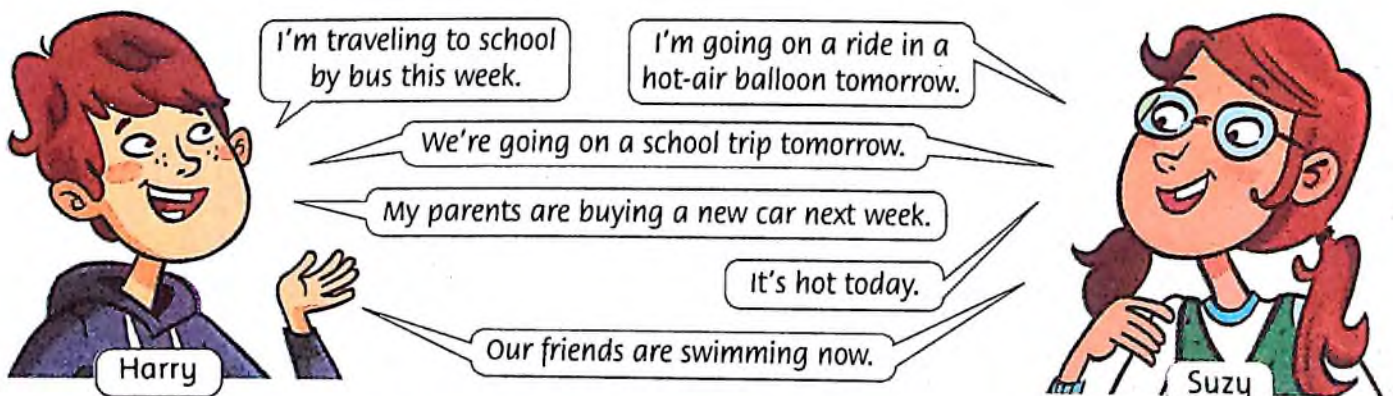 I'm traveling to school
by bus this week.
I'm going on a ride in a
hot-air balloon tomorrow.
We're going on a school trip tomorrow.
My parents are buying a new car next week.
It's hot today.
Our friends are swimming now.
Harry
Suzy